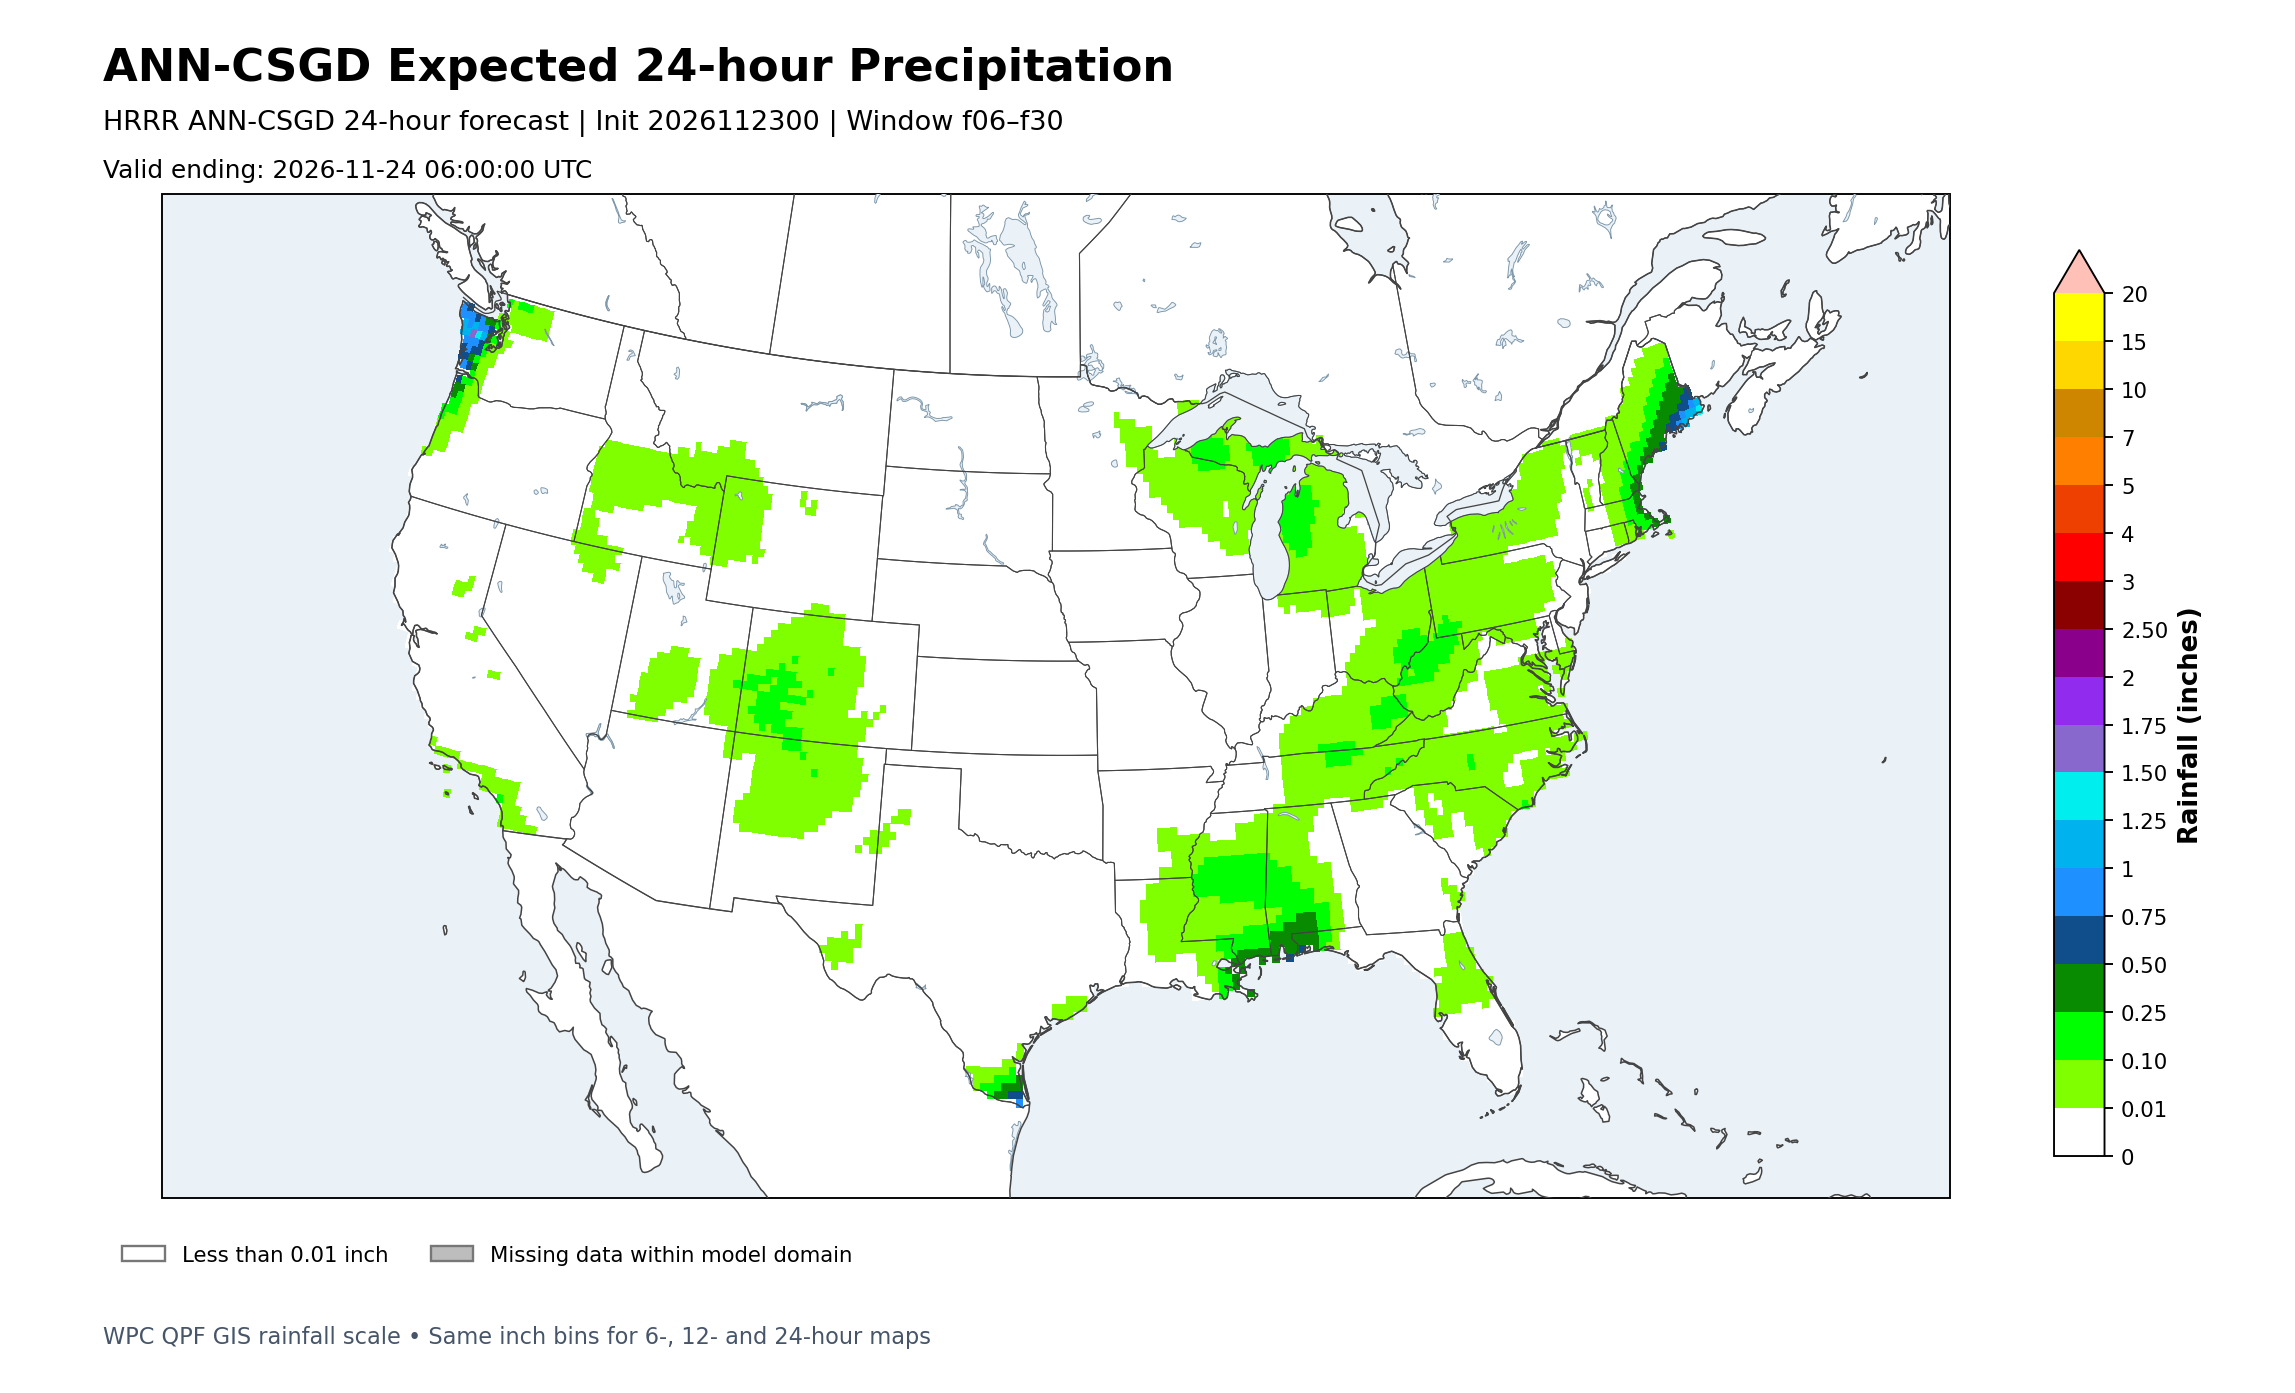 ANN-CSGD Expected 24-hour Precipitation
HRRR ANN-CSGD 24-hour forecast | Init 2026112300 | Window f06–f30
Valid ending: 2026-11-24 06:00:00 UTC
20
15
10
7
5
4
3
2.50
2
1.75
1.50
1.25
1
0.75
0.50
0.25
0.10
0.01
0
Rainfall (inches)
Less than 0.01 inch
Missing data within model domain
WPC QPF GIS rainfall scale • Same inch bins for 6-, 12- and 24-hour maps